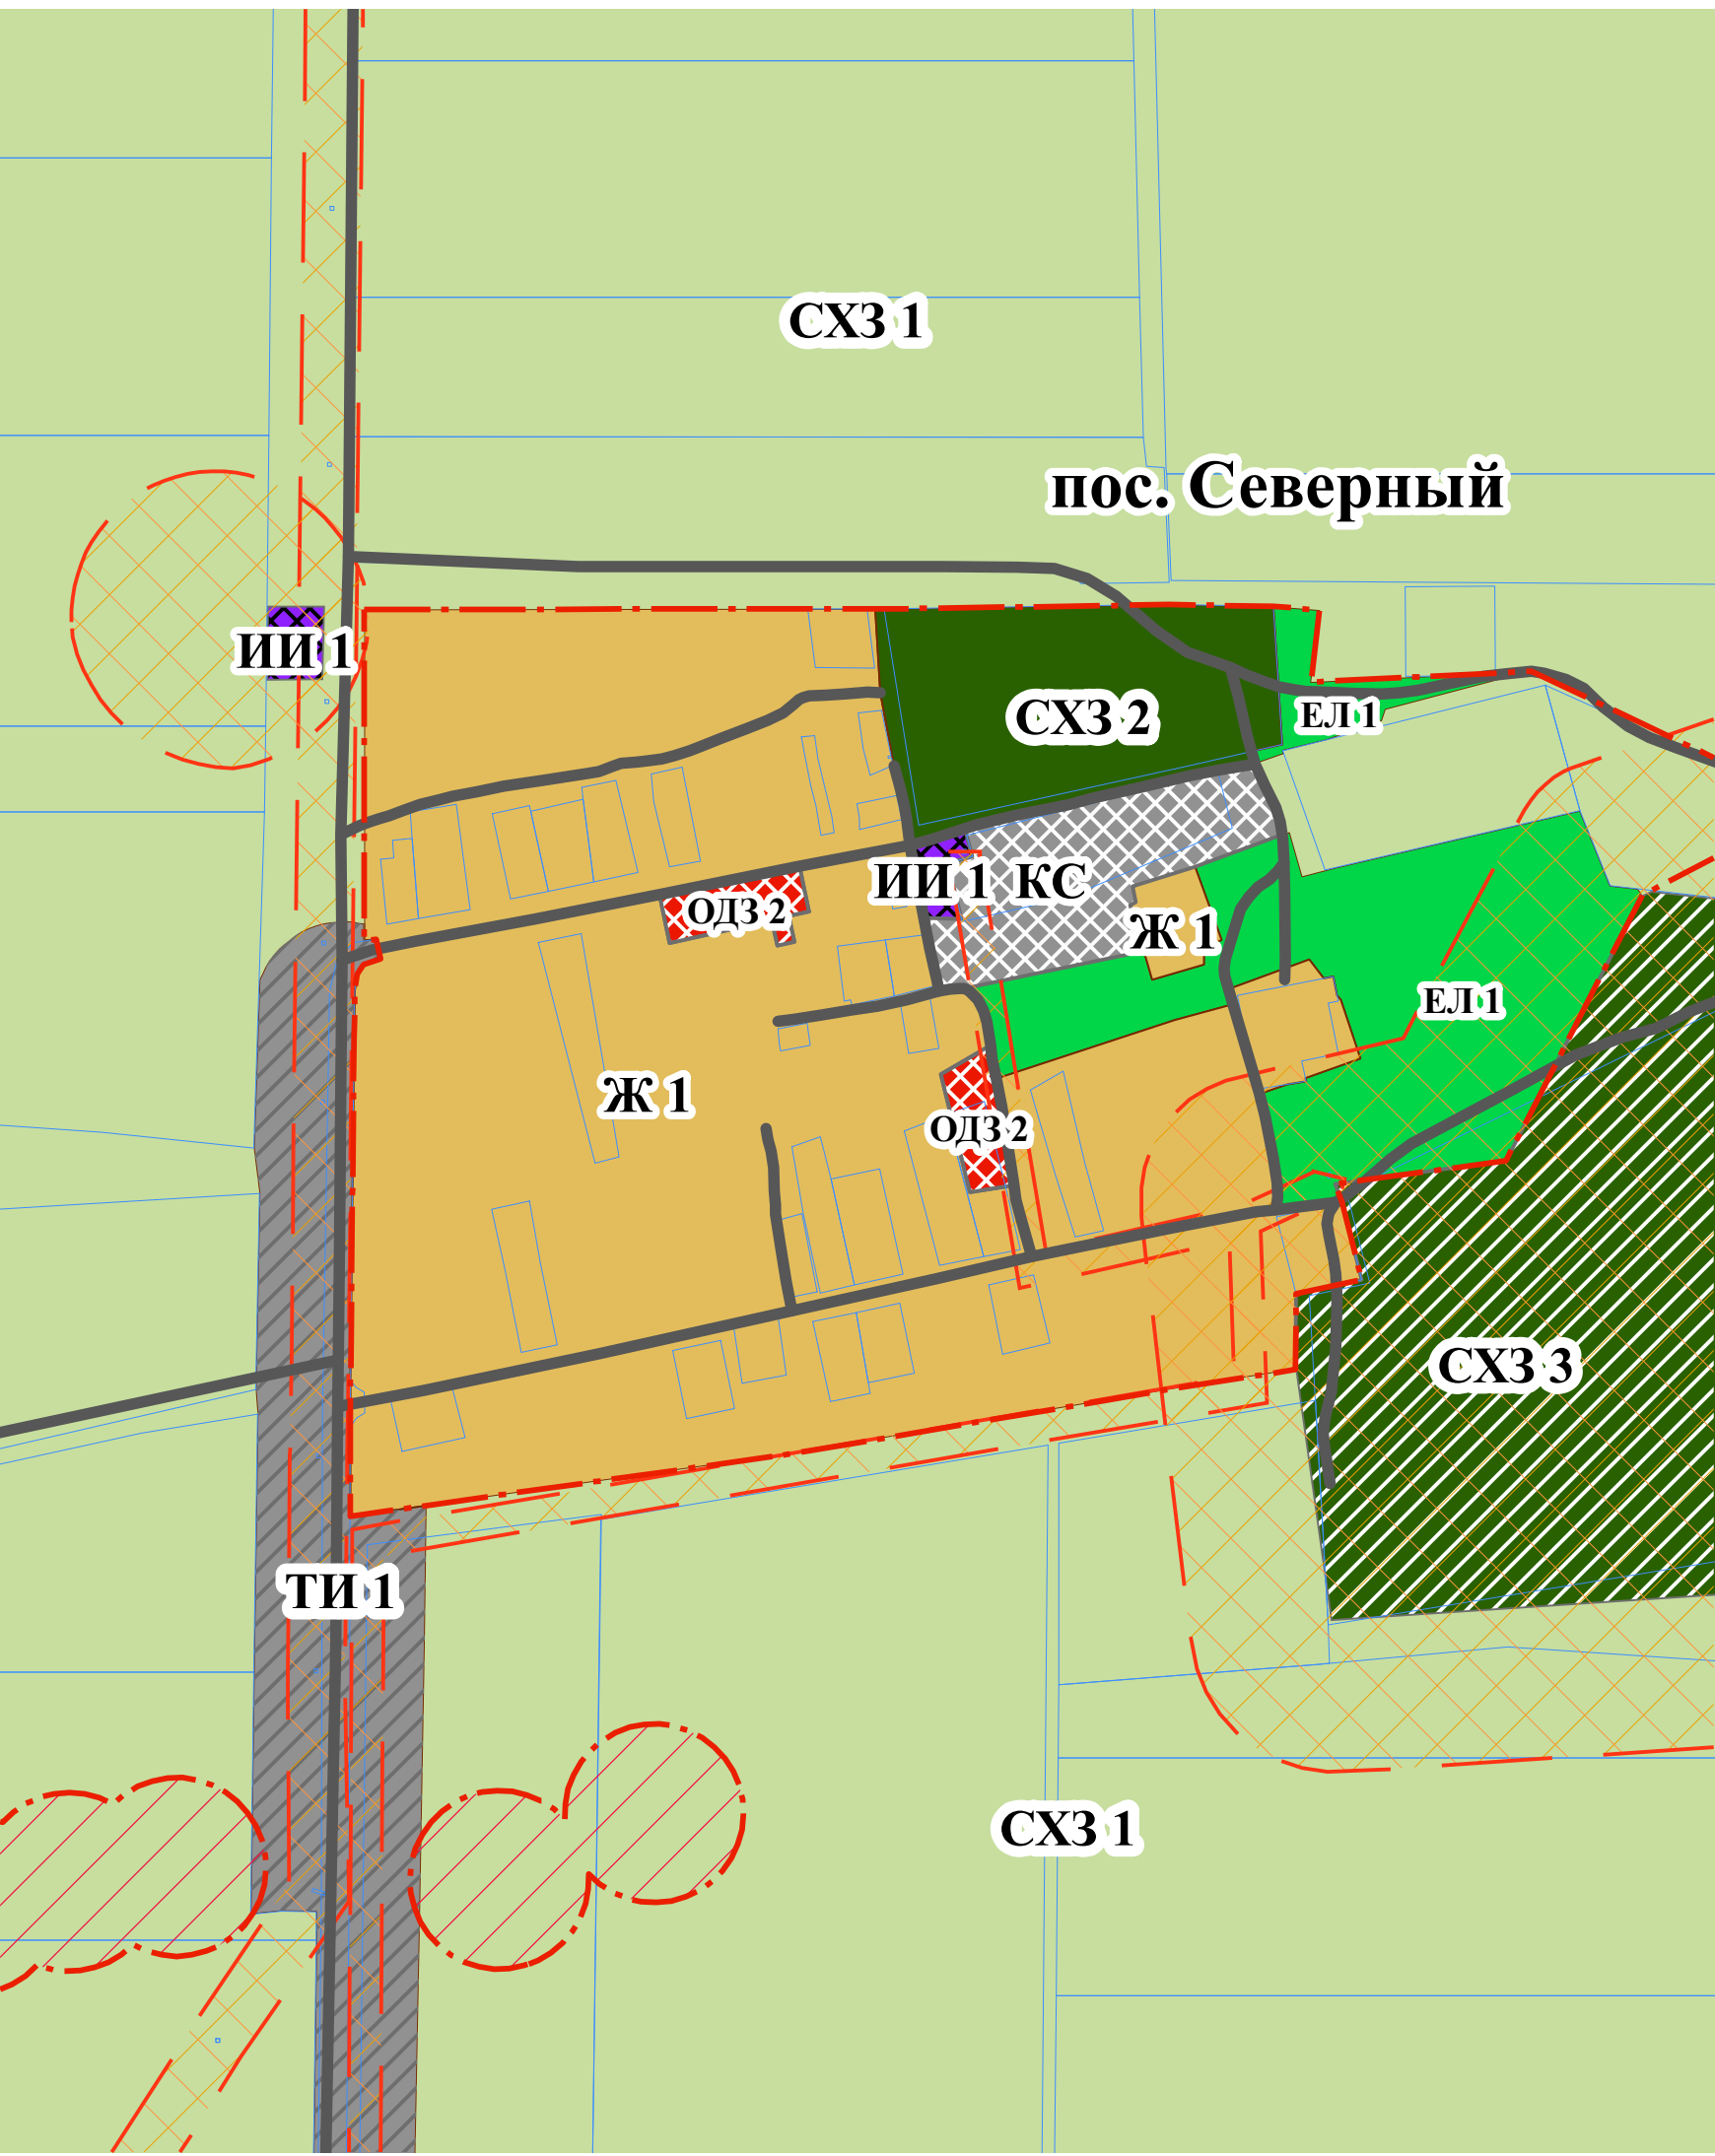 СХЗ 1
пос. Северный
ИИ 1
СХЗ 2
ЕЛ 1
ИИ 1
КС
ОДЗ 2
Ж 1
ЕЛ 1
Ж 1
ОДЗ 2
СХЗ 3
ТИ 1
СХЗ 1